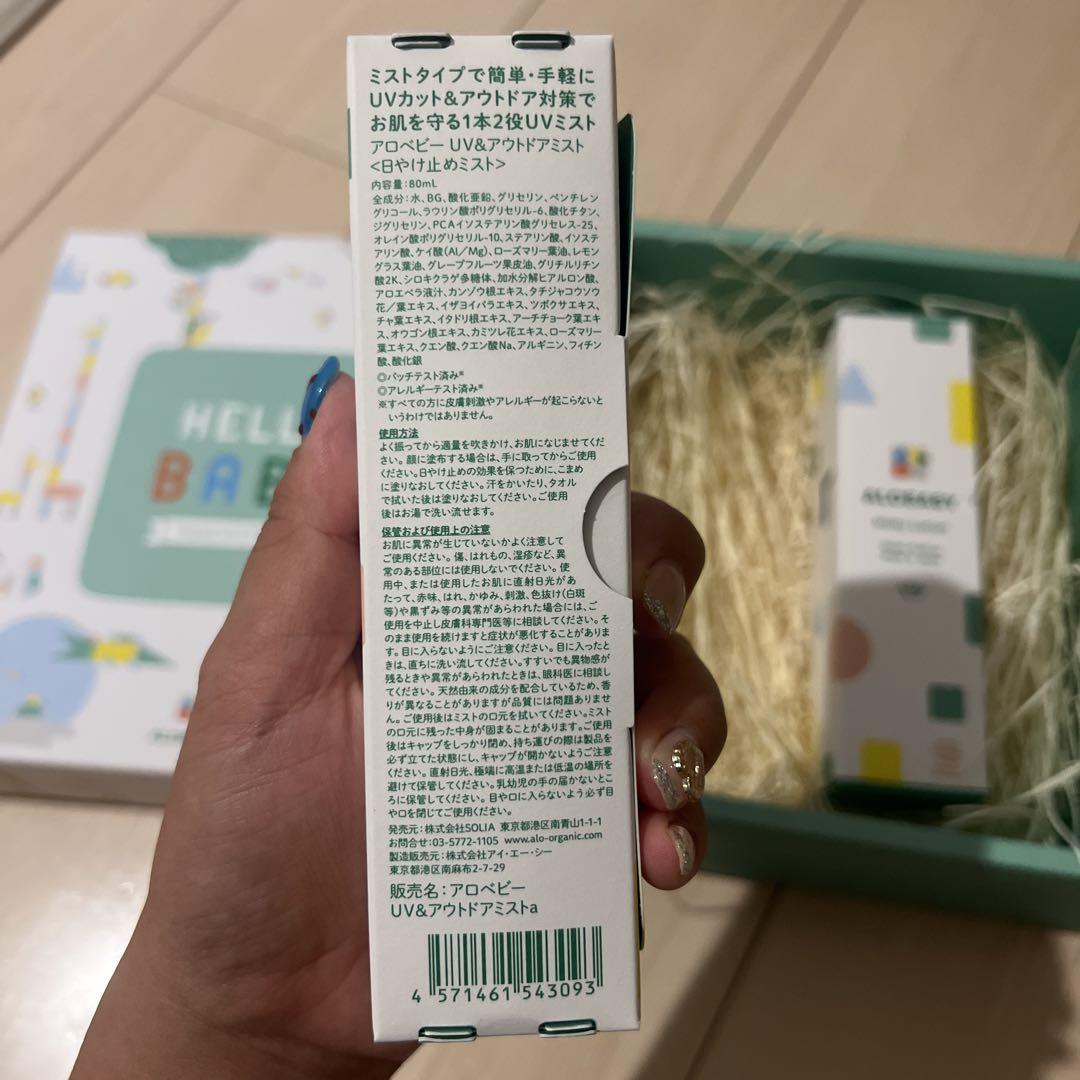 ミストタイプで簡単・手軽に
UVカット&アウトドア対策で
お肌を守る1本2役UVミスト
アロベビー UV&アウトドアミスト
<日やけ止めミスト>
内容量:80mL
全成分:水、BG、酸化亜鉛、グリセリン、ペンチレン
グリコール、ラウリン酸ポリグリセリル-6、酸化チタン、
ジグリセリン、PCAイソステアリン酸グリセレス-25、
オレイン酸ポリグリセリル-10、ステアリン酸、イソステ
アリン酸、ケイ酸(Al/Mg)、ローズマリー葉油、レモン
グラス葉油、グレープフルーツ果皮油、グリチルリチン
酸2K、シロキクラゲ多糖体、加水分解ヒアルロン酸、
アロエベラ液汁、カンゾウ根エキス、タチジャコウソウ
花/葉エキス、イザヨイバラエキス、ツボクサエキス、
チャ葉エキス、イタドリ根エキス、アーチチョーク葉エキ
ス、オウゴン根エキス、カミツレ花エキス、ローズマリー
葉エキス、クエン酸、クエン酸Na、アルギニン、フィチン
酸、酸化銀
◎パッチテスト済み※
◎アレルギーテスト済み※
※すべての方に皮膚刺激やアレルギーが起こらないと
いうわけではありません。
使用方法
よく振ってから適量を吹きかけ、お肌になじませてくだ
さい。顔に塗布する場合は、手に取ってからご使用
ください。日やけ止めの効果を保つために、こまめ
に塗りなおしてください。汗をかいたり、タオル
で拭いた後は塗りなおしてください。ご使用
後はお湯で洗い流せます。
保管および使用上の注意
お肌に異常が生じていないかよく注意して
ご使用ください。傷、はれもの、湿疹など、異
常のある部位には使用しないでください。使
用中、または使用したお肌に直射日光があ
たって、赤味、はれ、かゆみ、刺激、色抜け(白斑
等)や黒ずみ等の異常があらわれた場合には、ご
使用を中止し皮膚科専門医等に相談してください。そ
のまま使用を続けますと症状が悪化することがありま
す。目に入らないようにご注意ください。目に入ったと
きは、直ちに洗い流してください。すすいでも異物感が
残るときや異常があらわれたときは、眼科医に相談し
てください。天然由来の成分を配合しているため、香
りが異なることがありますが品質には問題ありませ
ん。ご使用後はミストの口元を拭いてください。ミスト
の口元に残った中身が固まることがあります。ご使用
後はキャップをしっかり閉め、持ち運びの際は製品を
必ず立てた状態にし、キャップが開かないようご注意
ください。直射日光、極端に高温または低温の場所を
避けて保管してください。乳幼児の手の届かないとこ
ろに保管してください。目や口に入らないよう必ず目
や口を閉じてご使用ください。
発売元:株式会社SOLIA 東京都港区南青山1-1-1
お問合せ:03-5772-1105 www.alo-organic.com
製造販売元:株式会社アイ・エー・シー
東京都港区南麻布2-7-29
販売名:アロベビー
UV&アウトドアミストa
4 571461 543093
HELL
BAB
ALOBABY